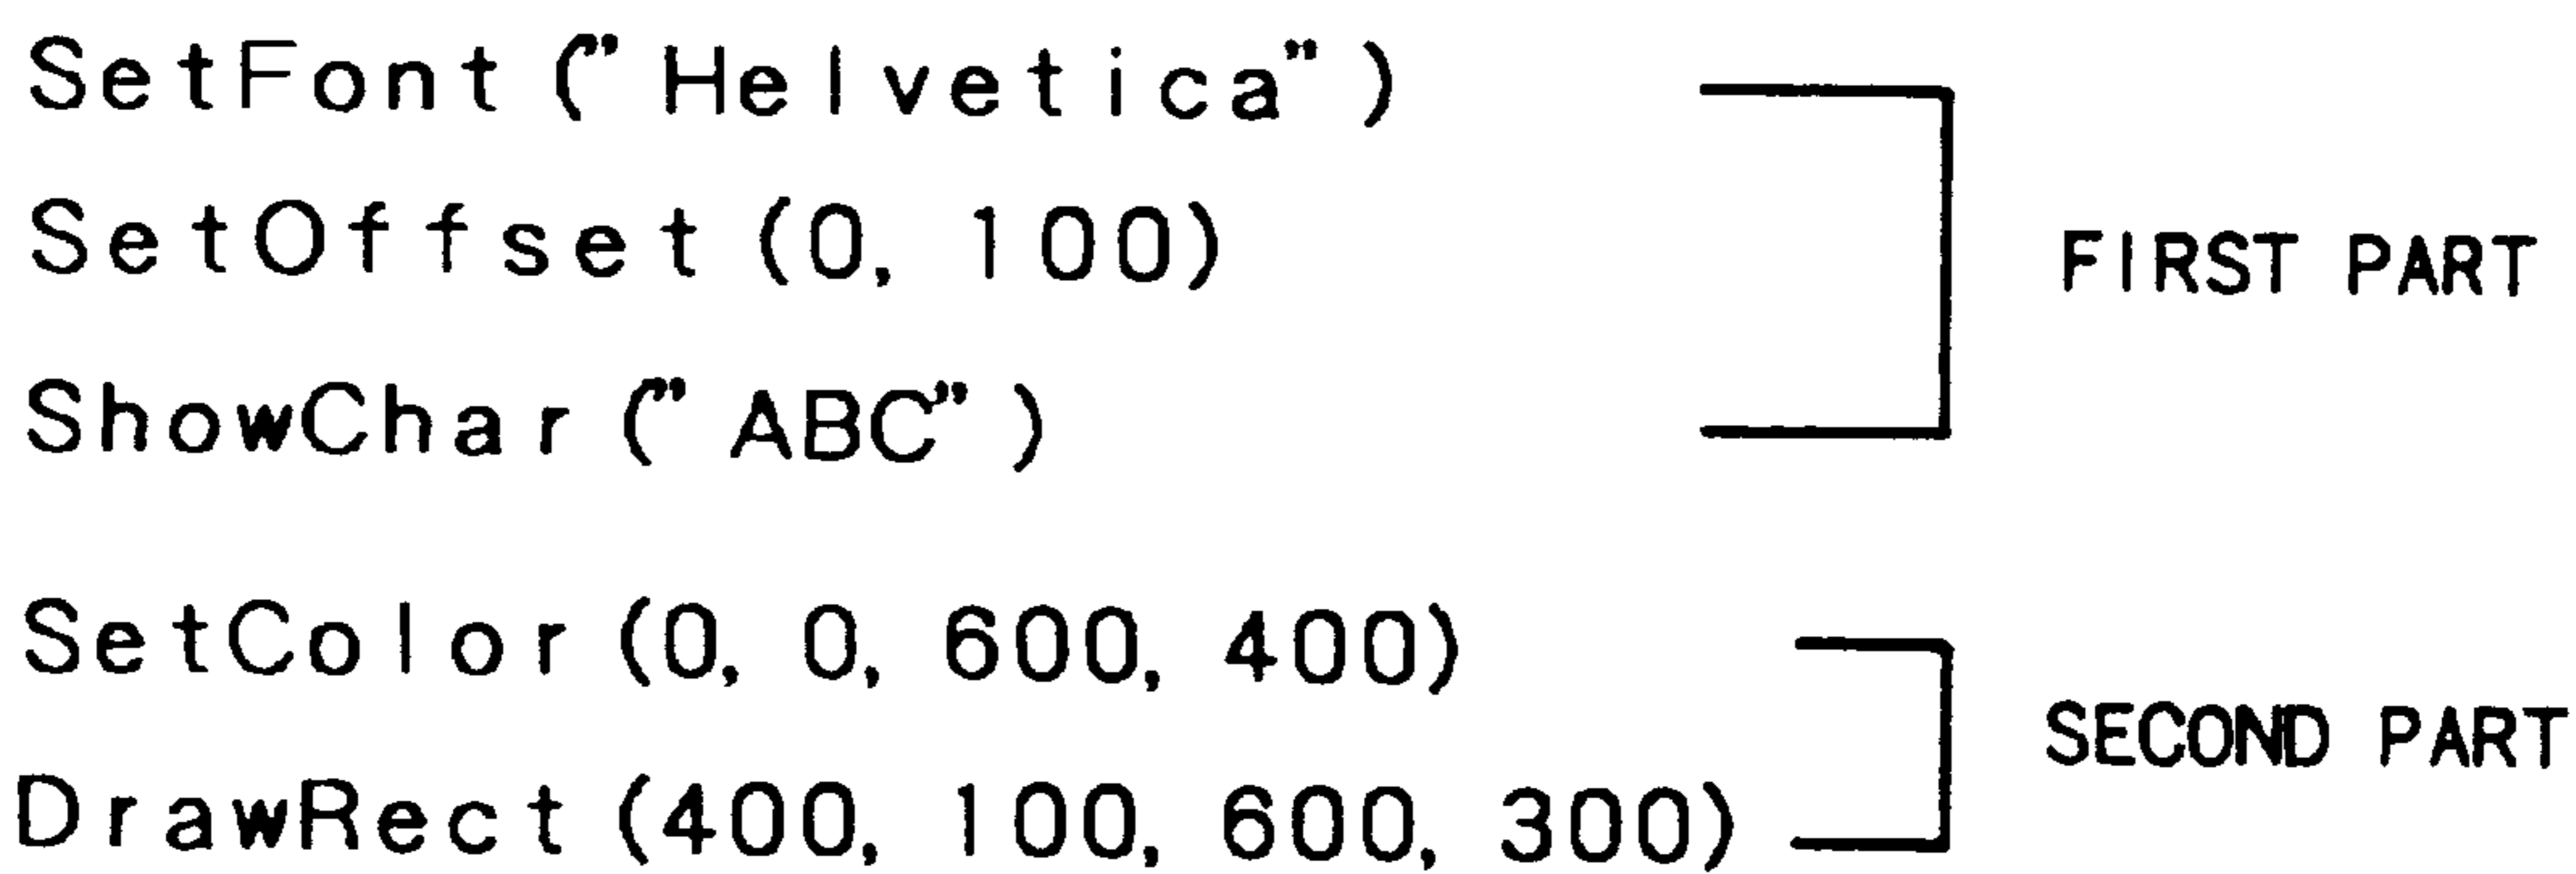 SetFont("Helvetica")
SetOffset(0, 100)
FIRST PART
ShowChar("ABC")
SetColor(0, 0, 600, 400)
SECOND PART
DrawRect(400, 100, 600, 300)